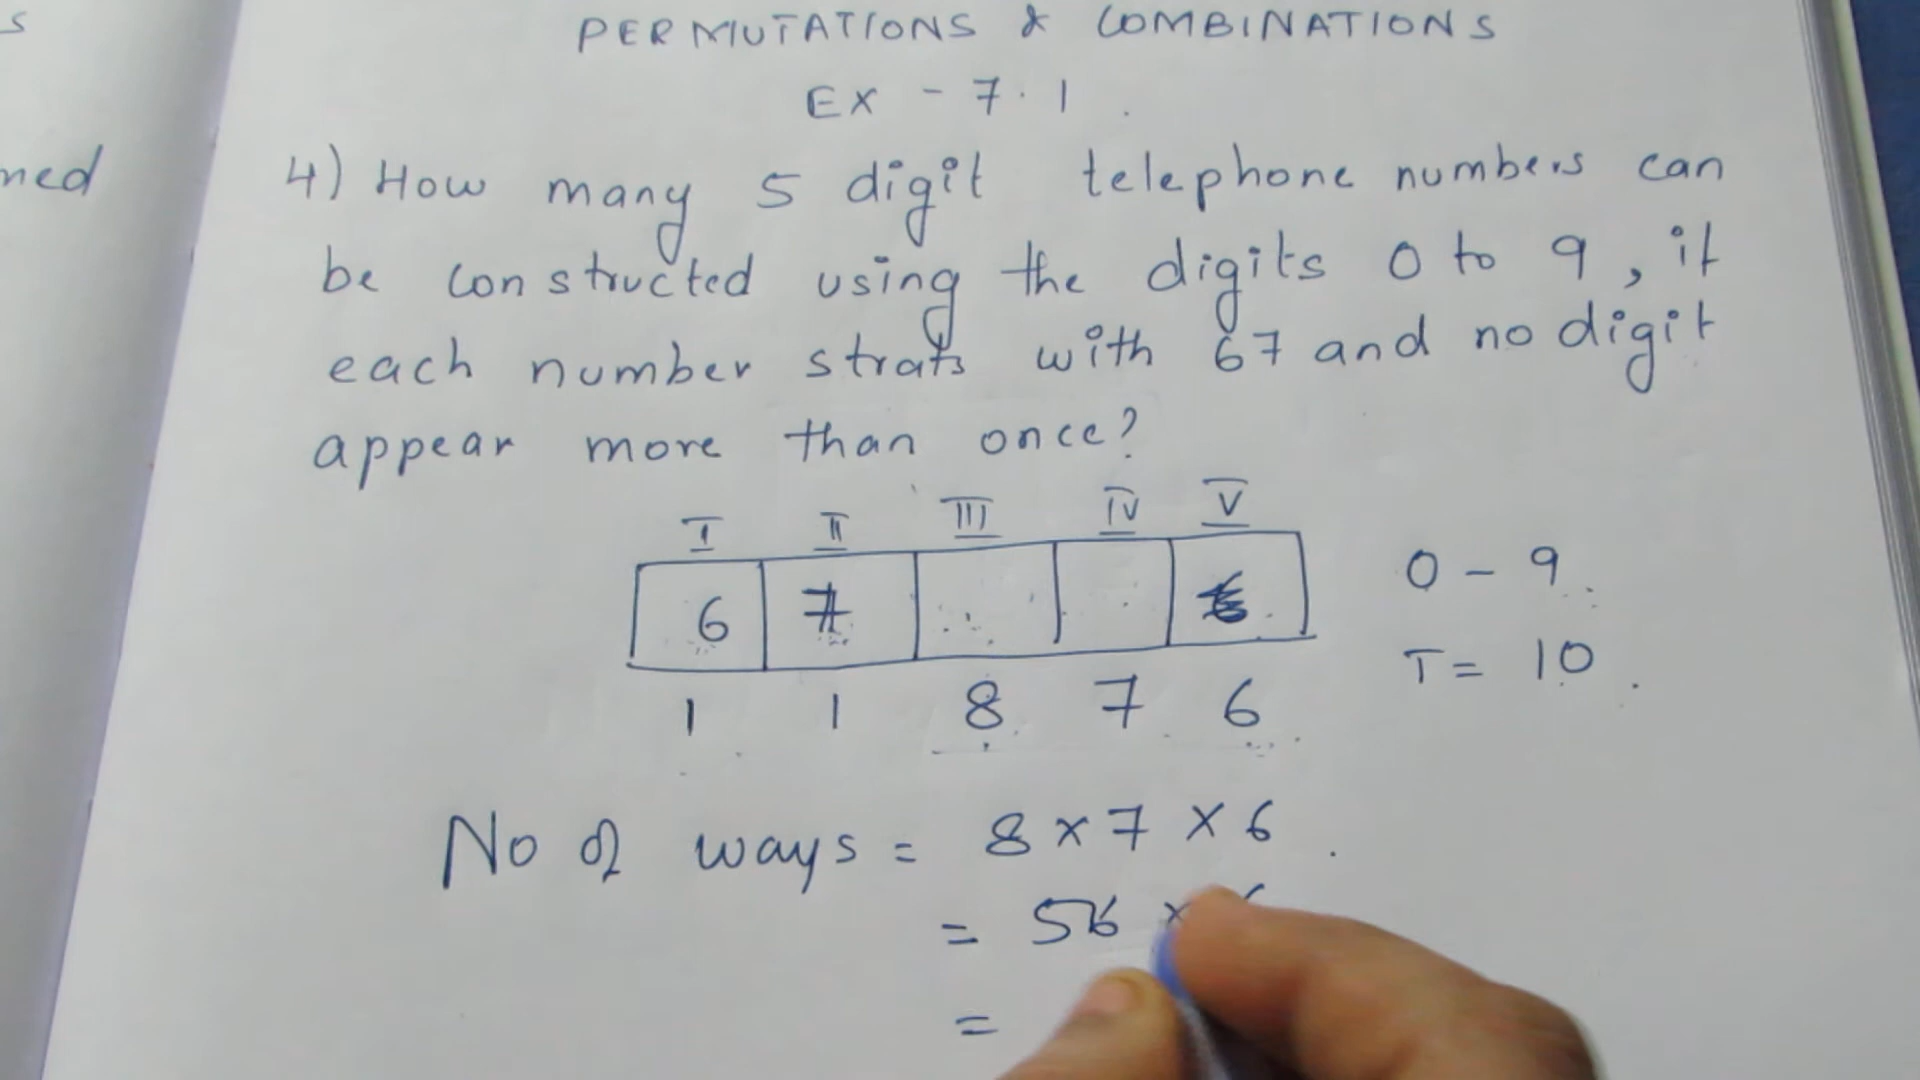 s
PERMUTATIONS & COMBINATIONS
EX - 7.1
med
4) How many 5 digit telephone numbers can
be constructed using the digits 0 to 9, if
each number strats with 67 and no digit
appear more than once?
I II III IV V
6 7
0 - 9
T = 10
1 1 8 7 6
No of ways = 8 x 7 x 6
= 56 x 6
=